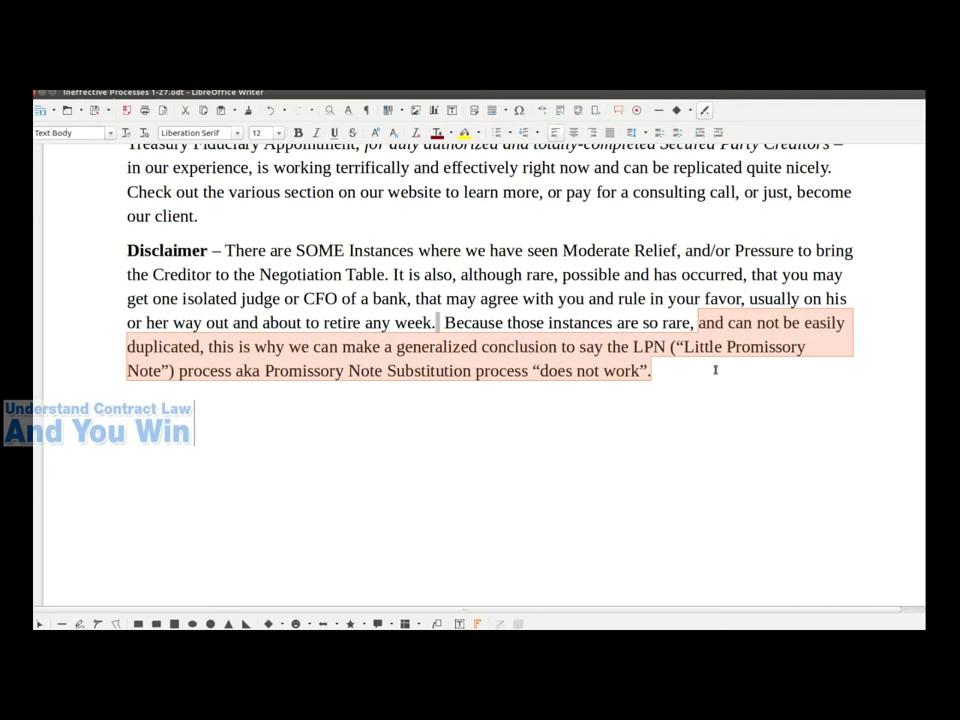 Ineffective Processes 1-Z7.odt - LibreOffice Writer
Text Body
Liberation Serif
12
Treasury Fiduciary Appointment, for duly authorized and totally-completed Secured Party Creators –
in our experience, is working terrifically and effectively right now and can be replicated quite nicely.
Check out the various section on our website to learn more, or pay for a consulting call, or just, become
our client.
Disclaimer – There are SOME Instances where we have seen Moderate Relief, and/or Pressure to bring
the Creditor to the Negotiation Table. It is also, although rare, possible and has occurred, that you may
get one isolated judge or CFO of a bank, that may agree with you and rule in your favor, usually on his
or her way out and about to retire any week. Because those instances are so rare, and can not be easily
duplicated, this is why we can make a generalized conclusion to say the LPN (“Little Promissory
Note”) process aka Promissory Note Substitution process “does not work”.
Understand Contract Law
And You Win